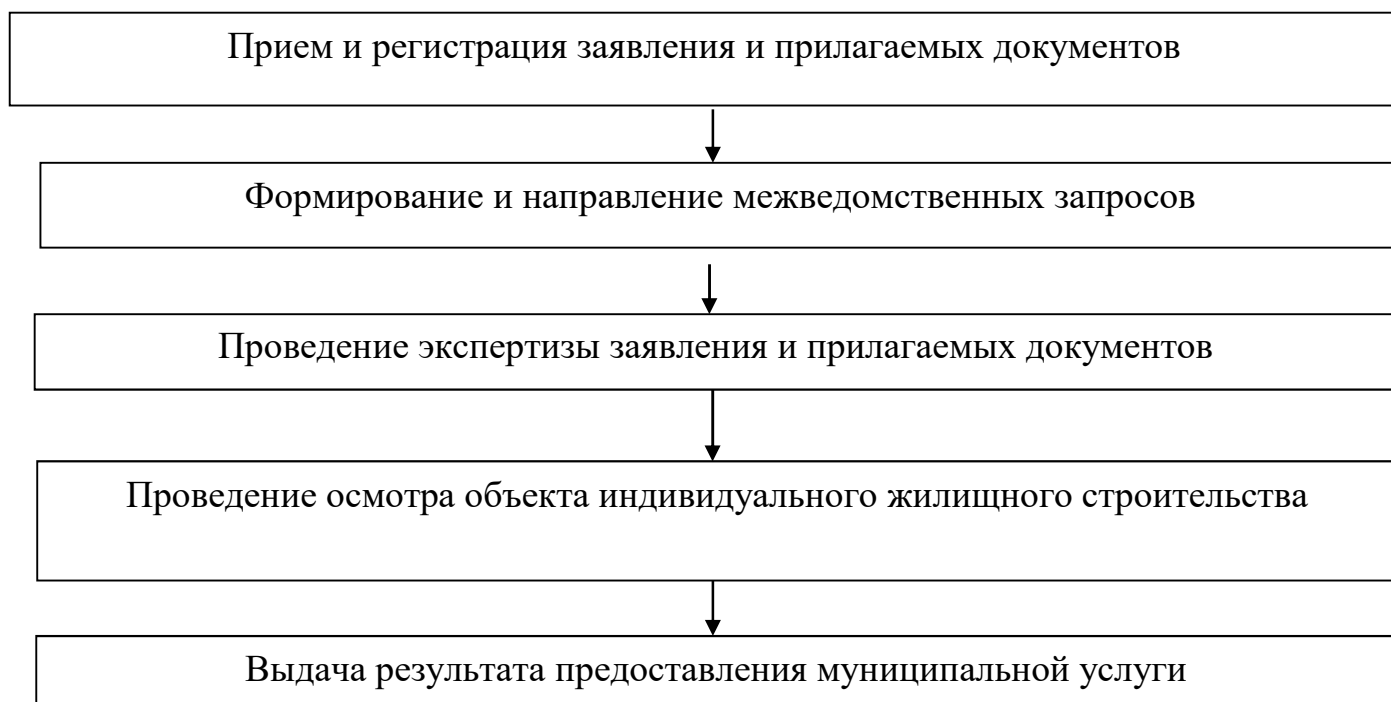 Прием и регистрация заявления и прилагаемых документов
Формирование и направление межведомственных запросов
Проведение экспертизы заявления и прилагаемых документов
Проведение осмотра объекта индивидуального жилищного строительства
Выдача результата предоставления муниципальной услуги